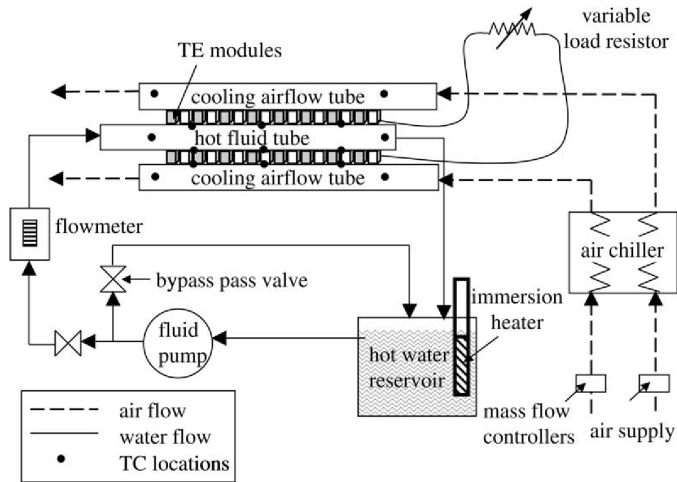 variable
load resistor
TE modules
cooling airflow tube
hot fluid tube
cooling airflow tube
flowmeter
air chiller
bypass pass valve
immersion
heater
fluid
pump
hot water
reservoir
mass flow
controllers
air supply
air flow
water flow
TC locations